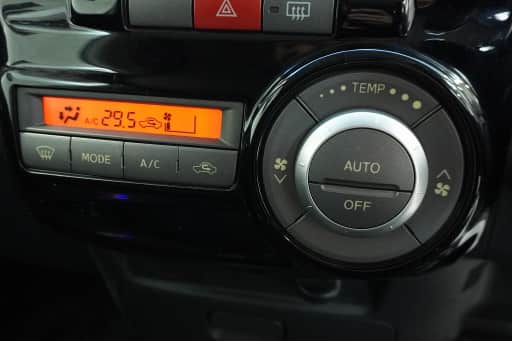 TEMP
A/C 29.5
MODE
A/C
AUTO
OFF